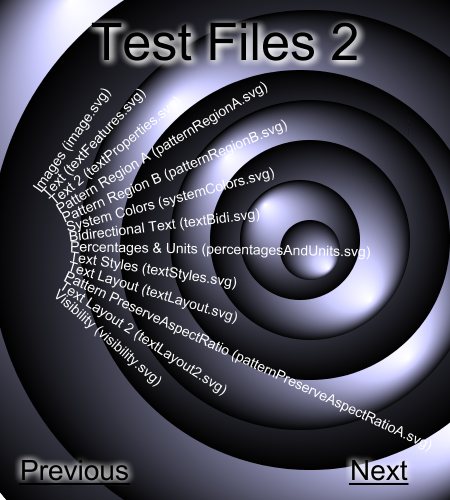 Test Files 2
Images (image.svg)
Text (textFeatures.svg)
Text 2 (textProperties.svg)
Pattern Region A (patternRegionA.svg)
Pattern Region B (patternRegionB.svg)
System Colors (systemColors.svg)
Bidirectional Text (textBidi.svg)
Percentages & Units (percentagesAndUnits.svg)
Text Styles (textStyles.svg)
Text Layout (textLayout.svg)
Pattern PreserveAspectRatio (patternPreserveAspectRatioA.svg)
Text Layout 2 (textLayout2.svg)
Visibility (visibility.svg)
Previous
Next